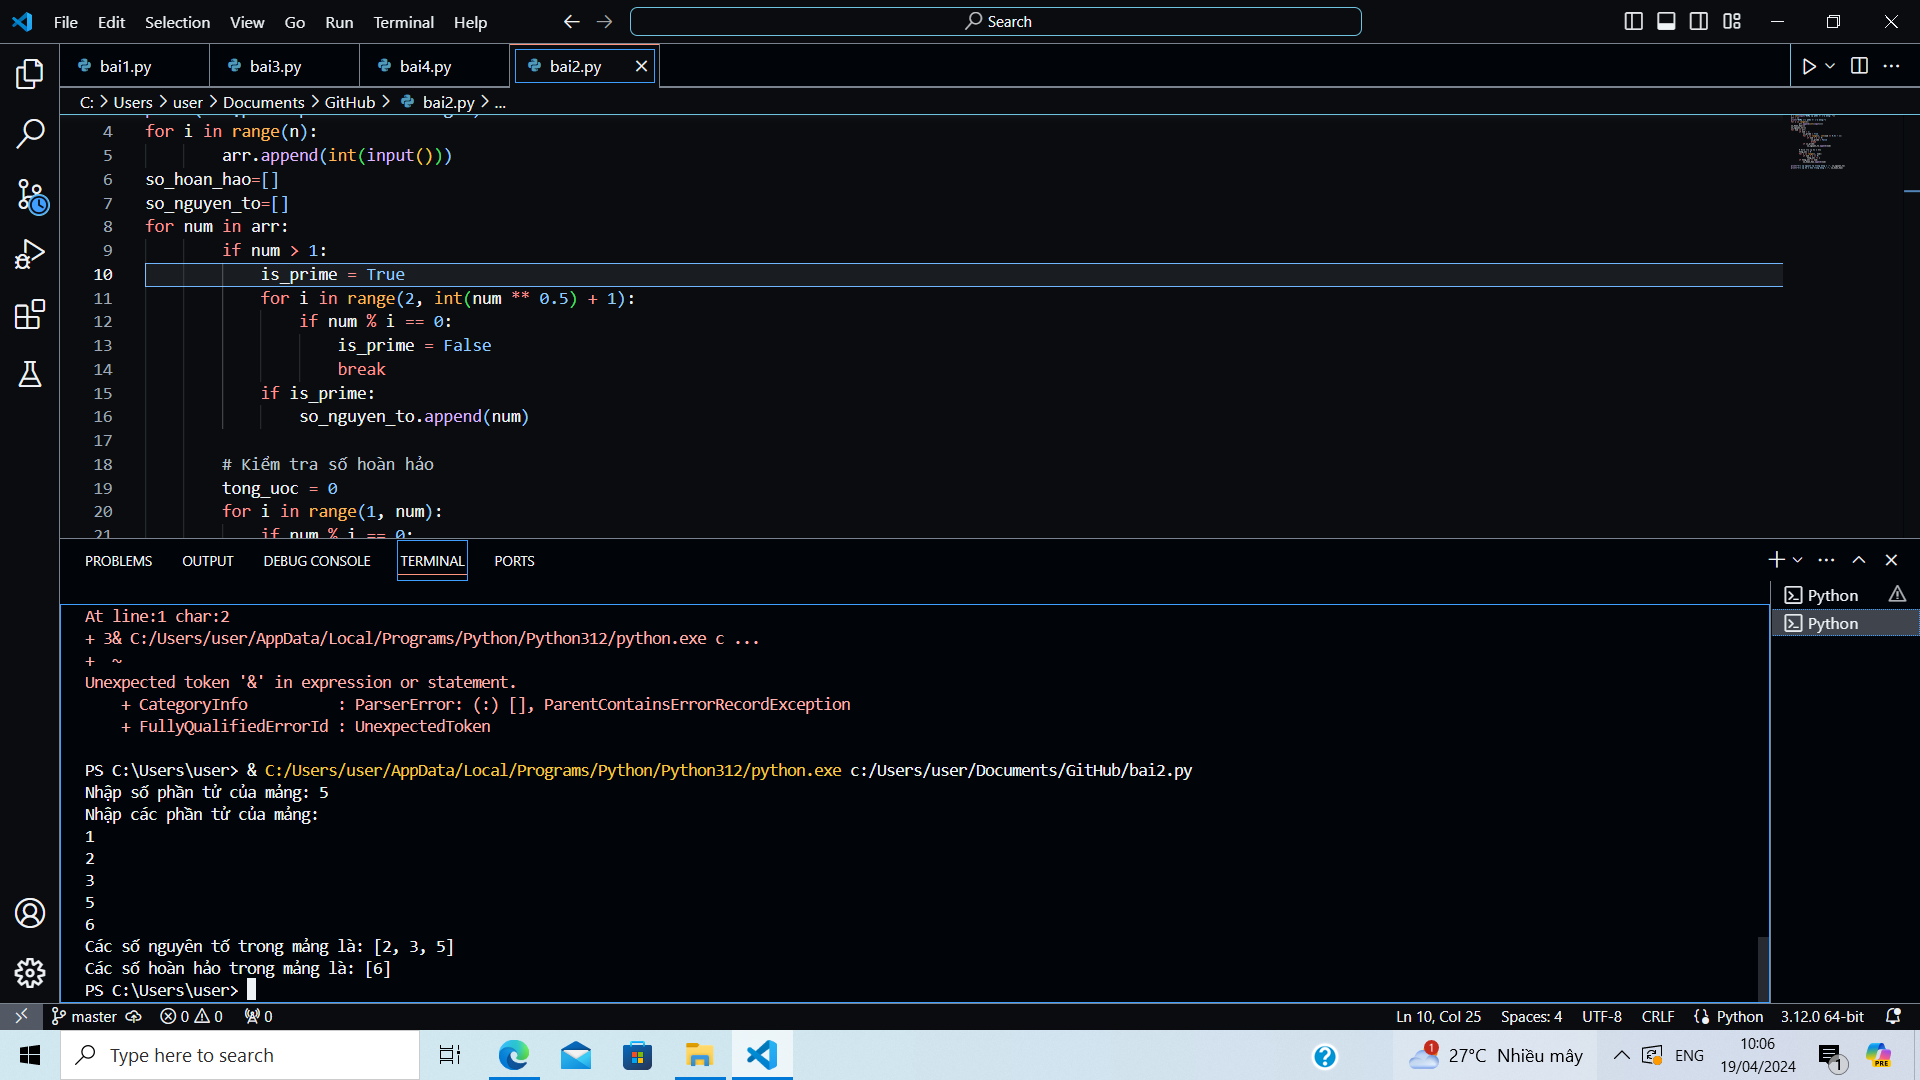 File Edit Selection View Go Run Terminal Help
Search
bai1.py bai3.py bai4.py bai2.py
C: > Users > user > Documents > GitHub > bai2.py > ...
4 for i in range(n):
5 arr.append(int(input()))
6 so_hoan_hao=[]
7 so_nguyen_to=[]
8 for num in arr:
9 if num > 1:
10 is_prime = True
11 for i in range(2, int(num ** 0.5) + 1):
12 if num % i == 0:
13 is_prime = False
14 break
15 if is_prime:
16 so_nguyen_to.append(num)
17
18 # Kiểm tra số hoàn hảo
19 tong_uoc = 0
20 for i in range(1, num):
21 if num % i == 0:
PROBLEMS OUTPUT DEBUG CONSOLE TERMINAL PORTS
Python
Python
At line:1 char:2
+ 3& C:/Users/user/AppData/Local/Programs/Python/Python312/python.exe c ...
+ ~
Unexpected token '&' in expression or statement.
+ CategoryInfo : ParserError: (:) [], ParentContainsErrorRecordException
+ FullyQualifiedErrorId : UnexpectedToken
PS C:\Users\user> & C:/Users/user/AppData/Local/Programs/Python/Python312/python.exe c:/Users/user/Documents/GitHub/bai2.py
Nhập số phần tử của mảng: 5
Nhập các phần tử của mảng:
1
2
3
5
6
Các số nguyên tố trong mảng là: [2, 3, 5]
Các số hoàn hảo trong mảng là: [6]
PS C:\Users\user>
master 0 0 0 Ln 10, Col 25 Spaces: 4 UTF-8 CRLF Python 3.12.0 64-bit
Type here to search
1 27°C Nhiều mây ENG 10:06 1 PRE
19/04/2024